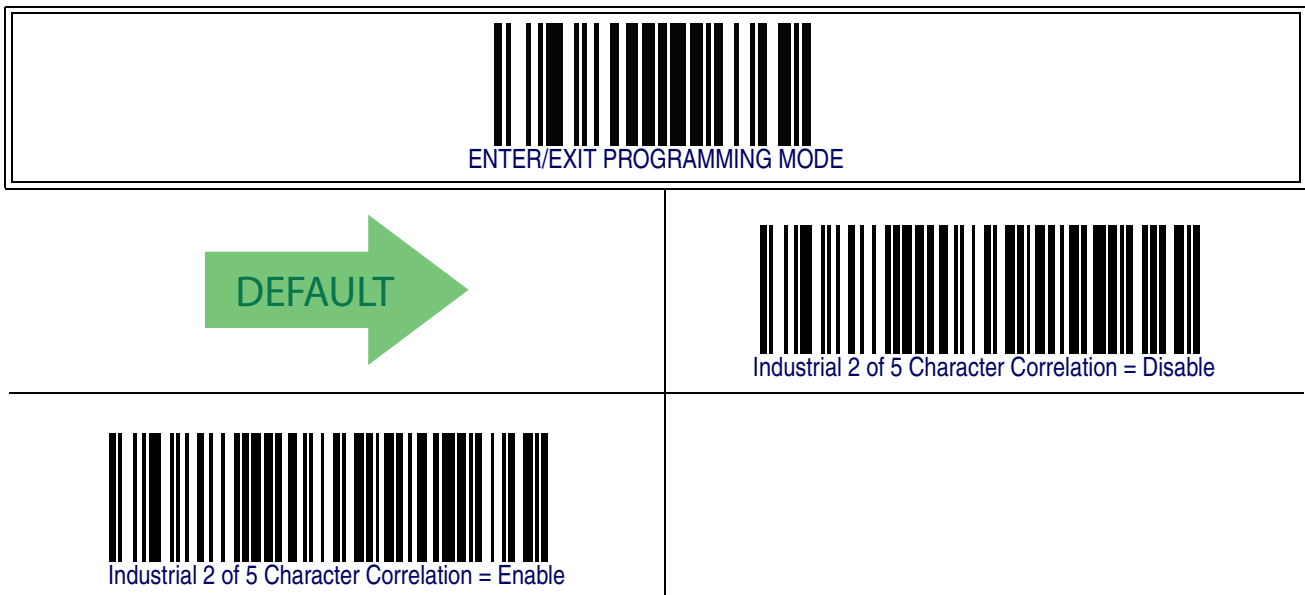 ENTER/EXIT PROGRAMMING MODE
DEFAULT
Industrial 2 of 5 Character Correlation = Disable
Industrial 2 of 5 Character Correlation = Enable